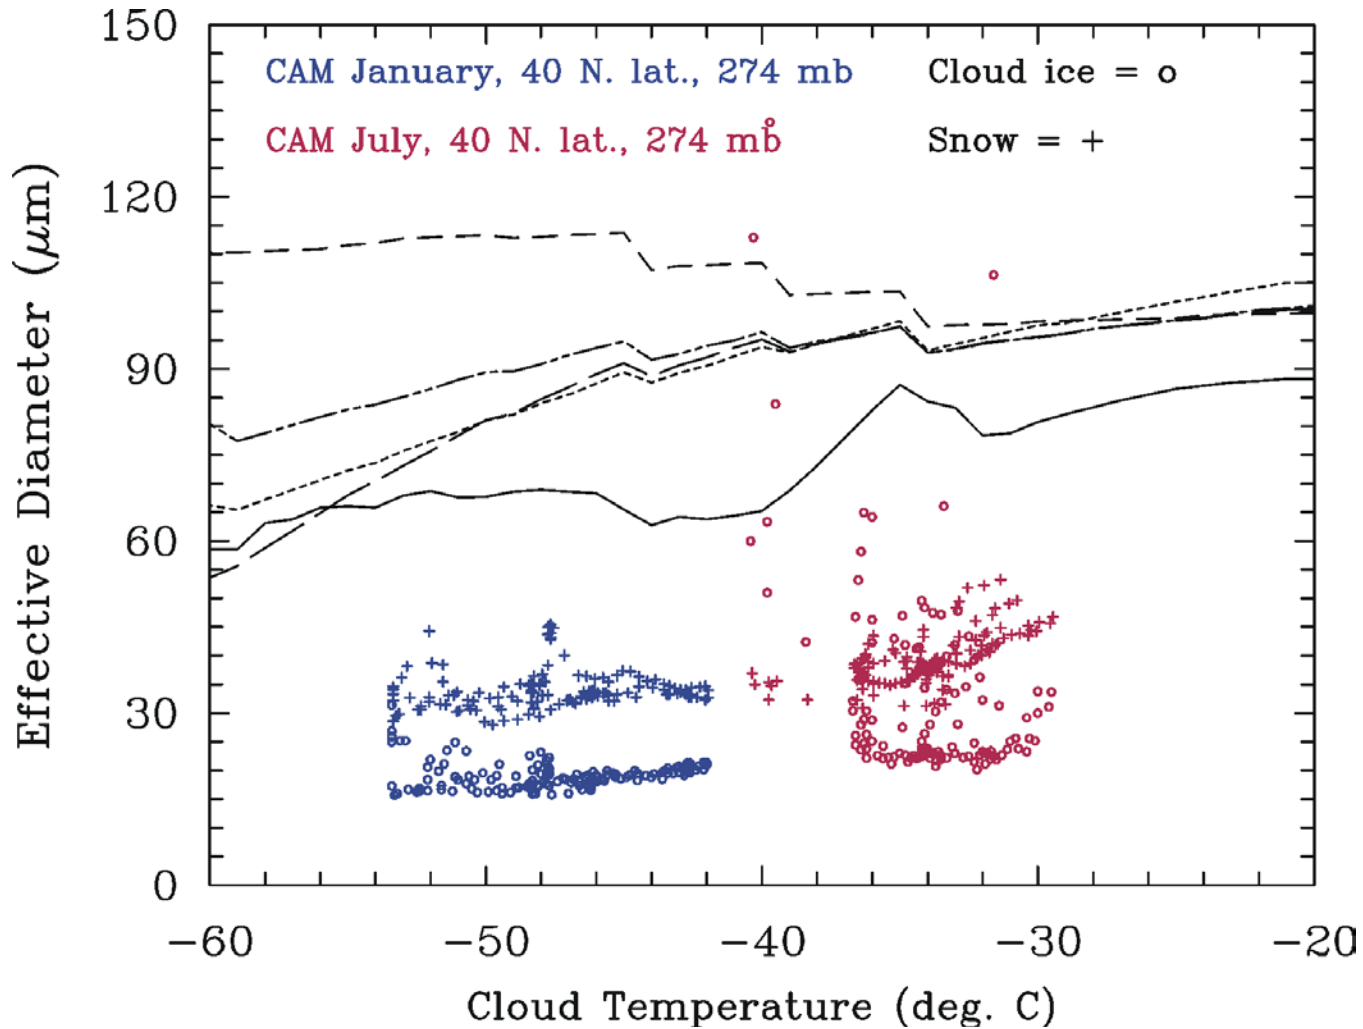 150
CAM January, 40 N. lat., 274 mb
Cloud ice = o
CAM July, 40 N. lat., 274 mb
Snow = +
120
90
60
30
0
Effective Diameter (μm)
−60
−50
−40
−30
−20
Cloud Temperature (deg. C)